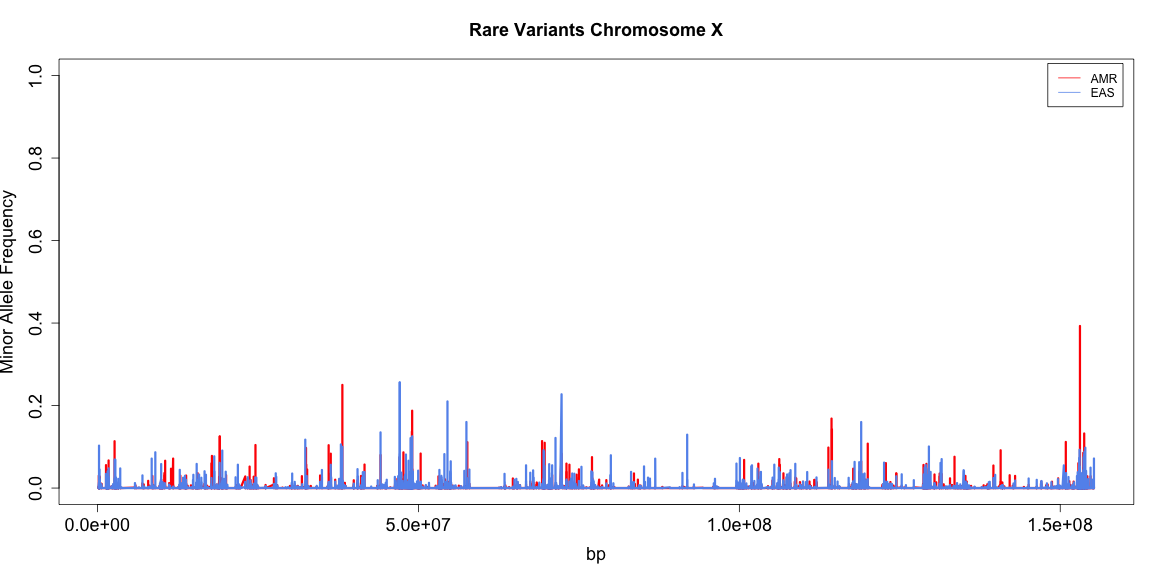 Rare Variants Chromosome X
AMR
EAS
Minor Allele Frequency
1.0
0.8
0.6
0.4
0.2
0.0
0.0e+00
5.0e+07
1.0e+08
1.5e+08
bp